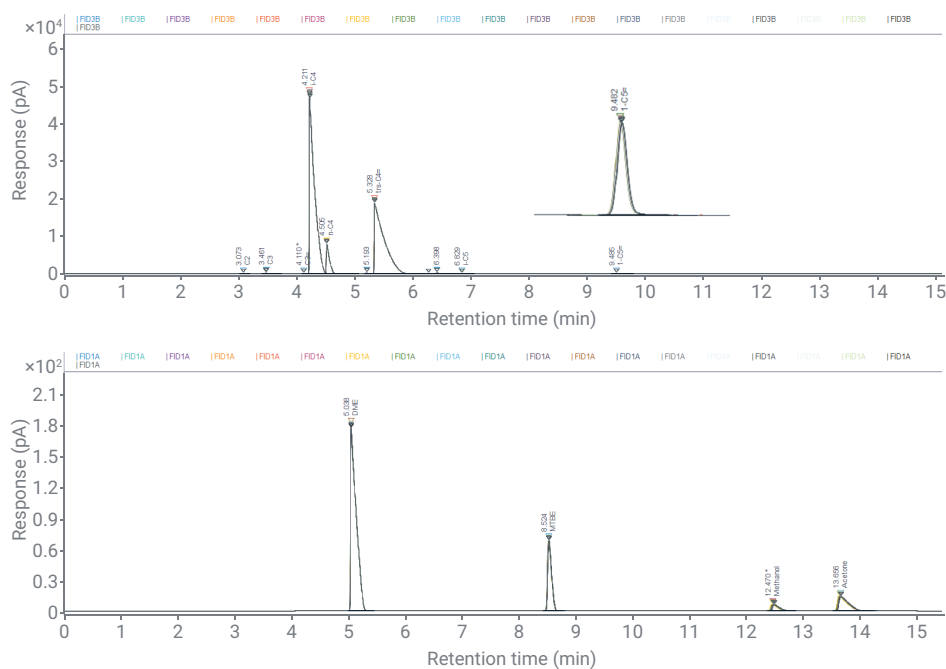 | FID3B | FID3B | FID3B | FID3B | FID3B | FID3B | FID3B | FID3B | FID3B | FID3B | FID3B | FID3B | FID3B | FID3B | FID3B | FID3B
| FID3B
×10⁴
Response (pA)
6
5
4
3
2
1
0
3.073
C2
3.461
C3
4.110 *
4.211
i-C4
4.505
n-C4
5.193
5.328
trs-C4=
6.398
6.829
i-C5
9.482
1-C5=
9.485
1-C5=
0 1 2 3 4 5 6 7 8 9 10 11 12 13 14 15
Retention time (min)
| FID1A | FID1A | FID1A | FID1A | FID1A | FID1A | FID1A | FID1A | FID1A | FID1A | FID1A | FID1A | FID1A | FID1A | FID1A | FID1A
| FID1A
×10²
Response (pA)
2.1
1.8
1.5
1.2
0.9
0.6
0.3
0
5.038
DME
8.524
MTBE
12.470 *
Methanol
13.656
Acetone
0 1 2 3 4 5 6 7 8 9 10 11 12 13 14 15
Retention time (min)